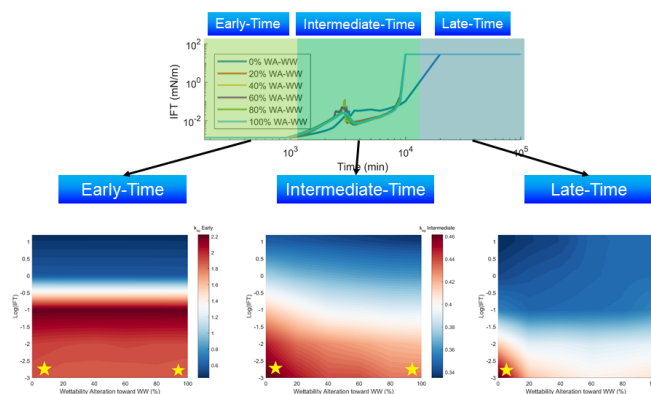 Early-Time Intermediate-Time Late-Time
IFT (mN/m)
10^2
10^0
10^-2
0% WA-WW
20% WA-WW
40% WA-WW
60% WA-WW
80% WA-WW
100% WA-WW
10^3 10^4 10^5
Time (min)
Early-Time Intermediate-Time Late-Time
Log(IFT)
1
0.5
0
-0.5
-1
-1.5
-2
-2.5
-3
0 20 40 60 80 100
Wettability Alteration toward WW (%)
Early
2.2
2
1.8
1.6
1.4
1.2
1
0.8
0.6
Log(IFT)
1
0.5
0
-0.5
-1
-1.5
-2
-2.5
-3
0 20 40 60 80 100
Wettability Alteration toward WW (%)
Intermediate
0.46
0.44
0.42
0.4
0.38
0.36
0.34
Log(IFT)
1
0.5
0
-0.5
-1
-1.5
-2
-2.5
-3
0 20 40 60 80
Wettability Alteration toward WW (%)